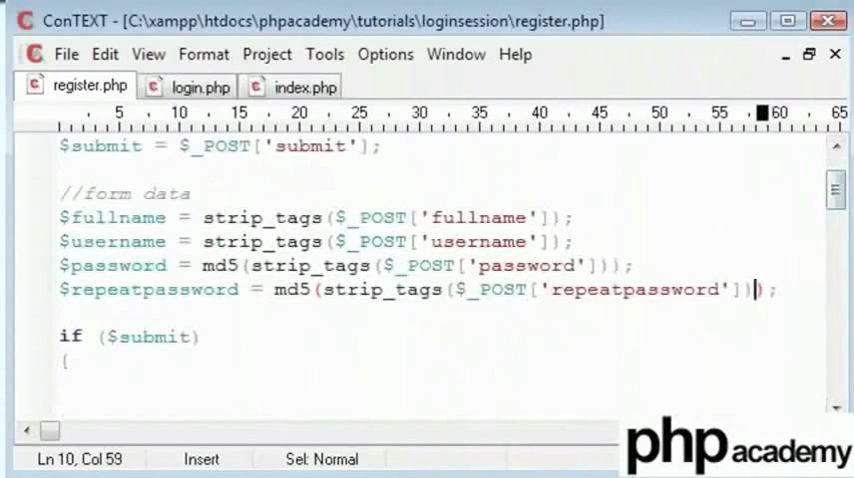 ConTEXT - [C:\xampp\htdocs\phpacademy\tutorials\loginsession\register.php]
File Edit View Format Project Tools Options Window Help
register.php login.php index.php
5 10 15 20 25 30 35 40 45 50 55 60 65
$submit = $_POST['submit'];
//form data
$fullname = strip_tags($_POST['fullname']);
$username = strip_tags($_POST['username']);
$password = md5(strip_tags($_POST['password']));
$repeatpassword = md5(strip_tags($_POST['repeatpassword']));
if ($submit)
{
Ln 10, Col 59 Insert Sel: Normal
php academy